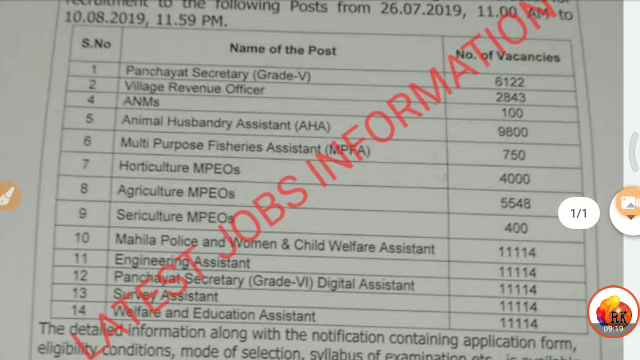 recruitment to the following Posts from 26.07.2019, 11.00 AM to
10.08.2019, 11.59 PM.
S.No Name of the Post No. of Vacancies
1 Panchayat Secretary (Grade-V) 6122
2 Village Revenue Officer 2843
4 ANMs 100
5 Animal Husbandry Assistant (AHA) 9800
6 Multi Purpose Fisheries Assistant (MPFA) 750
7 Horticulture MPEOs 4000
8 Agriculture MPEOs 5548
9 Sericulture MPEOs 400
10 Mahila Police and Women & Child Welfare Assistant 11114
11 Engineering Assistant 11114
12 Panchayat Secretary (Grade-VI) Digital Assistant 11114
13 Survey Assistant 11114
14 Welfare and Education Assistant 11114
The detailed information along with the notification containing application form,
eligibility conditions, mode of selection, syllabus of examination etc.
LATEST JOBS INFORMATION
1/1
RK
09:19